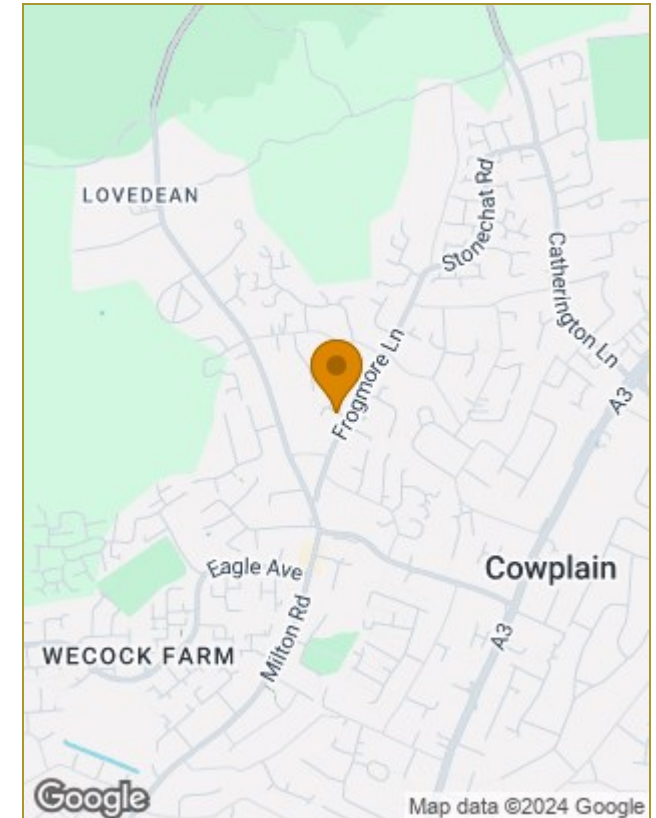 LOVEDEAN
Stonechat Rd
Catherington Ln
Frogmore Ln
A3
Eagle Ave
Cowplain
WECOCK FARM
Milton Rd
A3
Google
Map data ©2024 Google